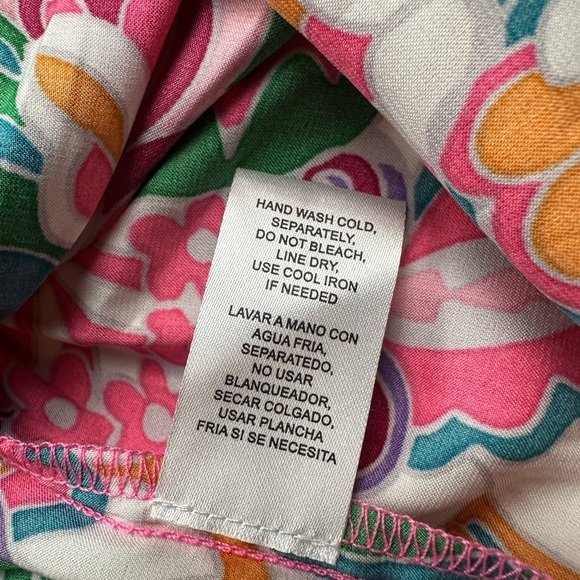 HAND WASH COLD,
SEPARATELY,
DO NOT BLEACH,
LINE DRY,
USE COOL IRON
IF NEEDED
LAVAR A MANO CON
AGUA FRIA,
SEPARATEDO,
NO USAR
BLANQUEADOR,
SECAR COLGADO,
USAR PLANCHA
FRIA SI SE NECESITA